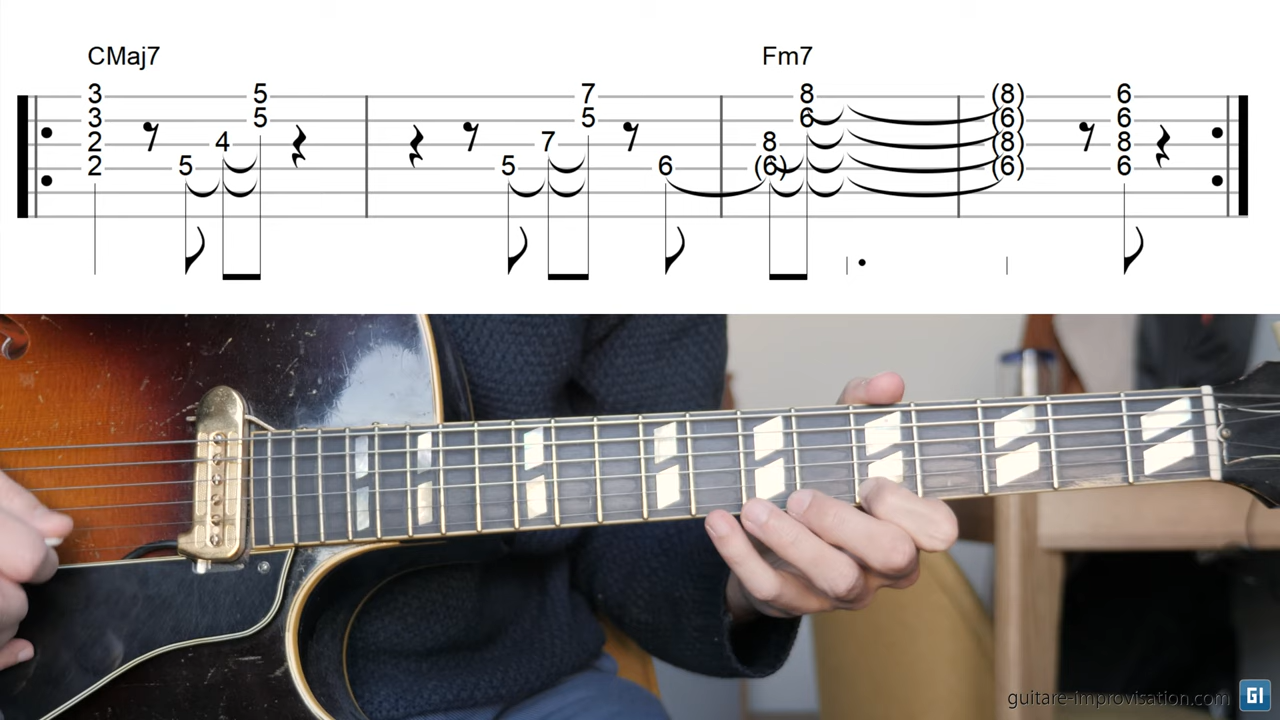 CMaj7 Fm7
3 5 7 8 (8) 6
3 5 5 6 (6) 6
2 4 7 8 (8) 8
2 5 5 6 (6) (6) 6
guitare-improvisation.com GI